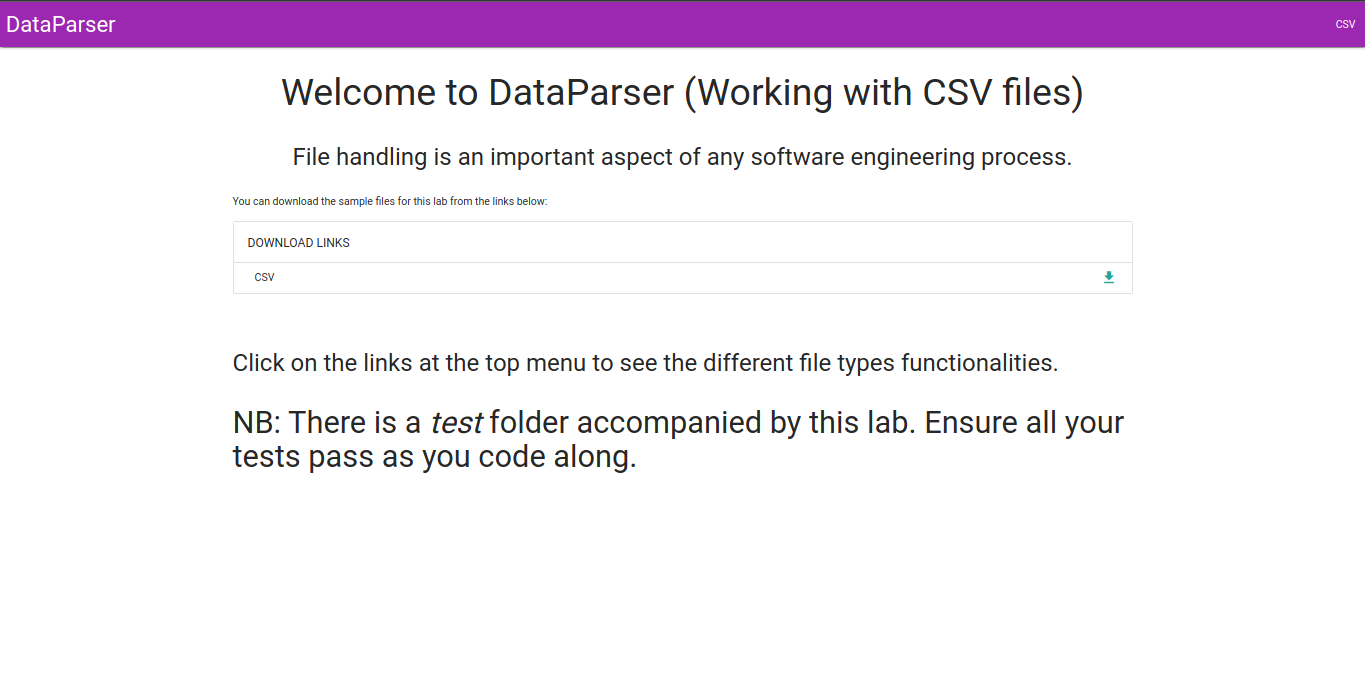 DataParser
CSV
Welcome to DataParser (Working with CSV files)
File handling is an important aspect of any software engineering process.
You can download the sample files for this lab from the links below:
DOWNLOAD LINKS
CSV
Click on the links at the top menu to see the different file types functionalities.
NB: There is a test folder accompanied by this lab. Ensure all your
tests pass as you code along.